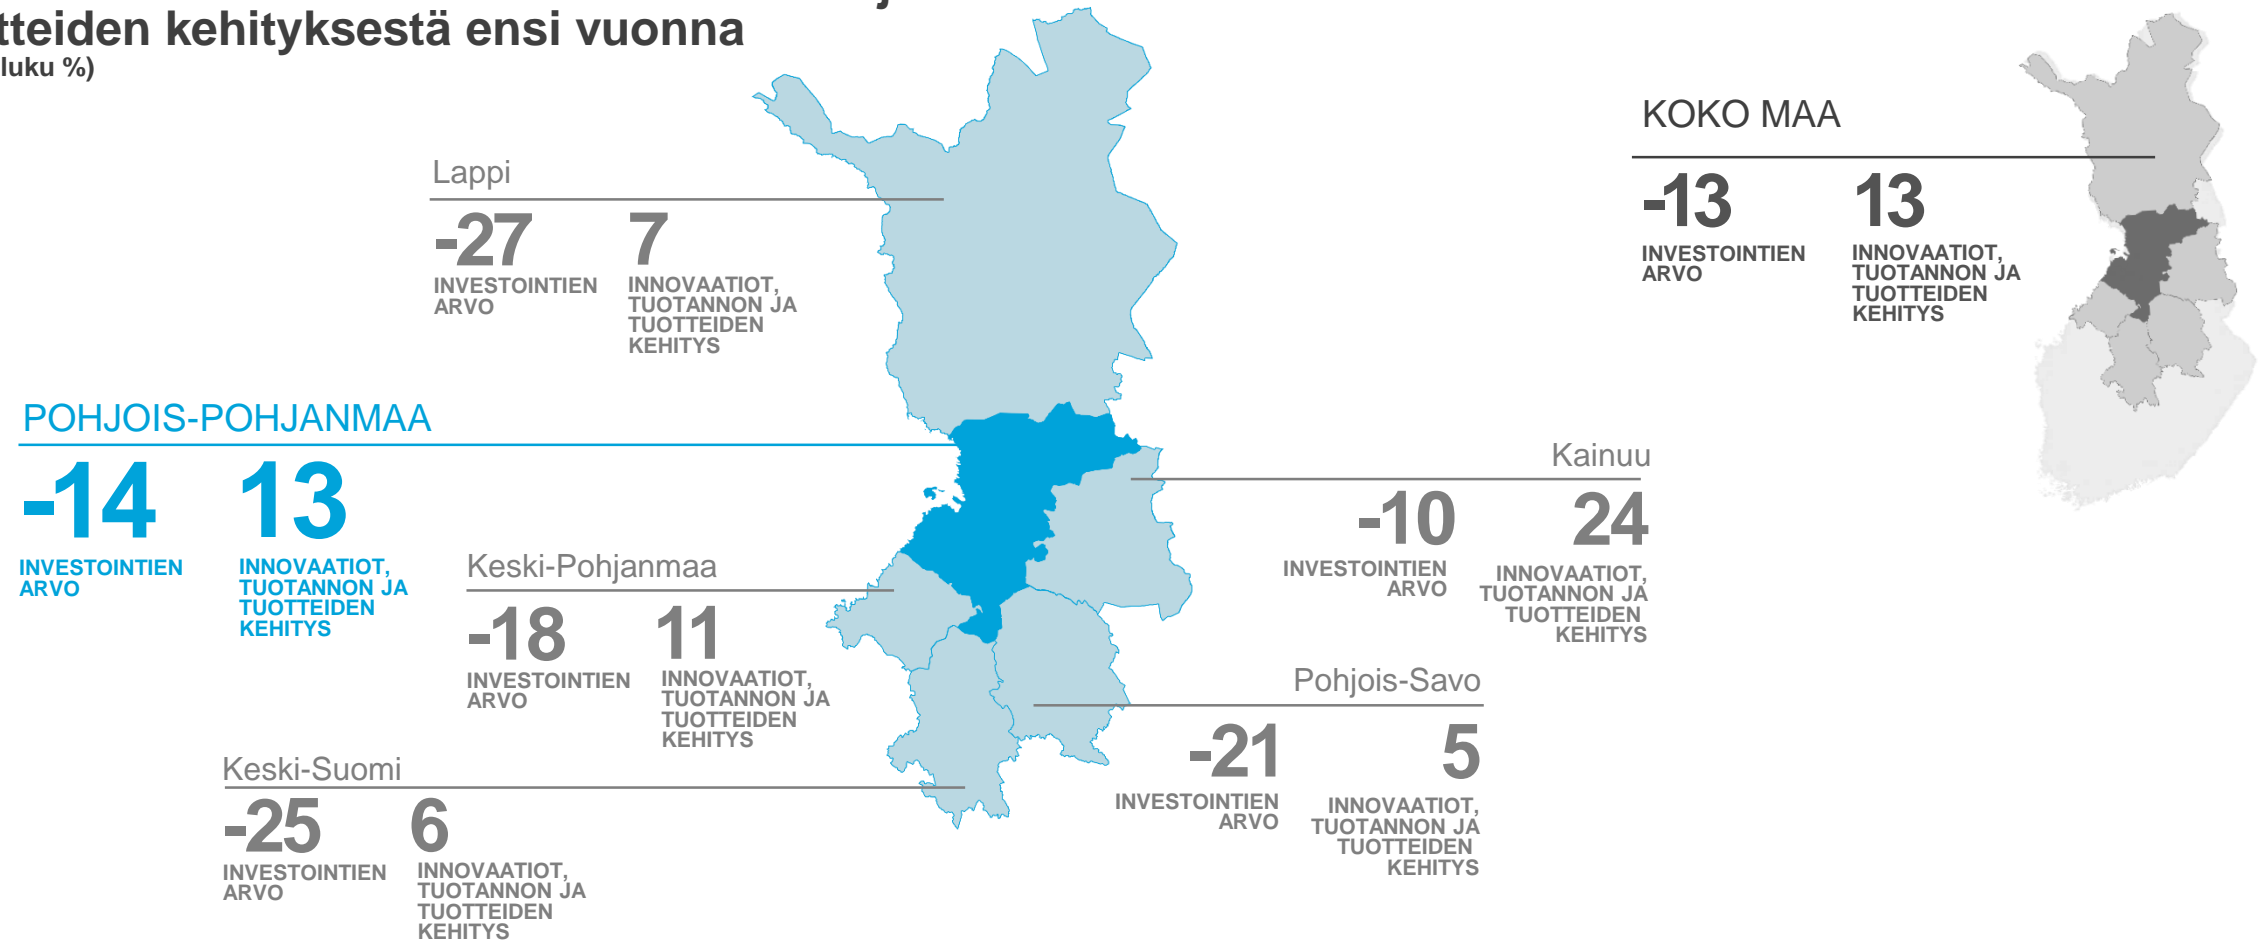 tteiden kehityksestä ensi vuonna
luku %)
KOKO MAA
-13 13
INVESTOINTIEN
ARVO
INNOVAATIOT,
TUOTANNON JA
TUOTTEIDEN
KEHITYS
Lappi
-27 7
INVESTOINTIEN
ARVO
INNOVAATIOT,
TUOTANNON JA
TUOTTEIDEN
KEHITYS
POHJOIS-POHJANMAA
-14 13
INVESTOINTIEN
ARVO
INNOVAATIOT,
TUOTANNON JA
TUOTTEIDEN
KEHITYS
Kainuu
-10 24
INVESTOINTIEN
ARVO
INNOVAATIOT,
TUOTANNON JA
TUOTTEIDEN
KEHITYS
Keski-Pohjanmaa
-18 11
INVESTOINTIEN
ARVO
INNOVAATIOT,
TUOTANNON JA
TUOTTEIDEN
KEHITYS
Pohjois-Savo
-21 5
INVESTOINTIEN
ARVO
INNOVAATIOT,
TUOTANNON JA
TUOTTEIDEN
KEHITYS
Keski-Suomi
-25 6
INVESTOINTIEN
ARVO
INNOVAATIOT,
TUOTANNON JA
TUOTTEIDEN
KEHITYS